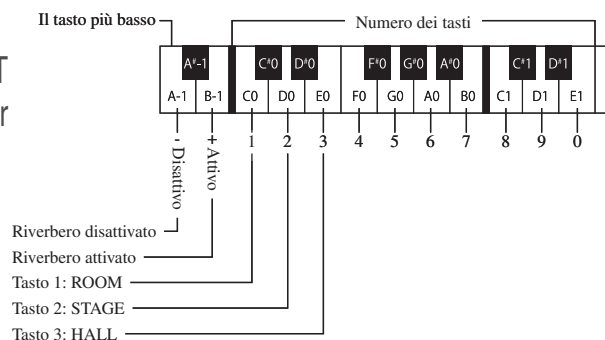 Il tasto più basso
Numero dei tasti
T
r
A#-1 C#0 D#0 F#0 G#0 A#0 C#1 D#1
A-1 B-1 C0 D0 E0 F0 G0 A0 B0 C1 D1 E1
- Disattivo
+ Attivo
1 2 3 4 5 6 7 8 9 0
Riverbero disattivato
Riverbero attivato
Tasto 1: ROOM
Tasto 2: STAGE
Tasto 3: HALL